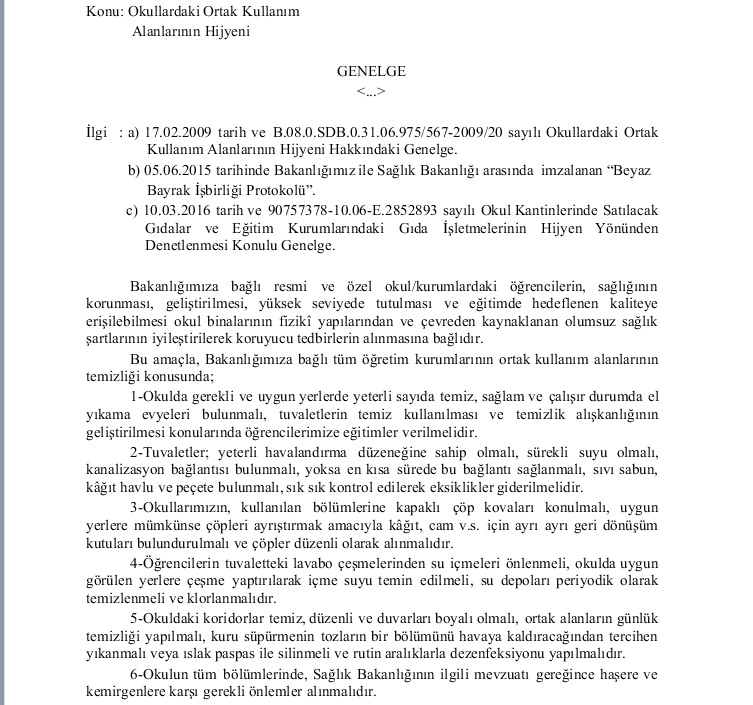 Konu: Okullardaki Ortak Kullanım
Alanlarının Hijyeni
GENELGE
<...>
İlgi : a) 17.02.2009 tarih ve B.08.0.SDB.0.31.06.975/567-2009/20 sayılı Okullardaki Ortak
Kullanım Alanlarının Hijyeni Hakkındaki Genelge.
b) 05.06.2015 tarihinde Bakanlığımız ile Sağlık Bakanlığı arasında imzalanan “Beyaz
Bayrak İşbirliği Protokolü”.
c) 10.03.2016 tarih ve 90757378-10.06-E.2852893 sayılı Okul Kantinlerinde Satılacak
Gıdalar ve Eğitim Kurumlarındaki Gıda İşletmelerinin Hijyen Yönünden
Denetlenmesi Konulu Genelge.
Bakanlığımıza bağlı resmi ve özel okul/kurumlardaki öğrencilerin, sağlığının
korunması, geliştirilmesi, yüksek seviyede tutulması ve eğitimde hedeflenen kaliteye
erişilebilmesi okul binalarının fizikî yapılarından ve çevreden kaynaklanan olumsuz sağlık
şartlarının iyileştirilerek koruyucu tedbirlerin alınmasına bağlıdır.
Bu amaçla, Bakanlığımıza bağlı tüm öğretim kurumlarının ortak kullanım alanlarının
temizliği konusunda;
1-Okulda gerekli ve uygun yerlerde yeterli sayıda temiz, sağlam ve çalışır durumda el
yıkama evyeleri bulunmalı, tuvaletlerin temiz kullanılması ve temizlik alışkanlığının
geliştirilmesi konularında öğrencilerimize eğitimler verilmelidir.
2-Tuvaletler; yeterli havalandırma düzeneğine sahip olmalı, sürekli suyu olmalı,
kanalizasyon bağlantısı bulunmalı, yoksa en kısa sürede bu bağlantı sağlanmalı, sıvı sabun,
kâğıt havlu ve peçete bulunmalı, sık sık kontrol edilerek eksiklikler giderilmelidir.
3-Okullarımızın, kullanılan bölümlerine kapaklı çöp kovaları konulmalı, uygun
yerlere mümkünse çöpleri ayrıştırmak amacıyla kâğıt, cam v.s. için ayrı ayrı geri dönüşüm
kutuları bulundurulmalı ve çöpler düzenli olarak alınmalıdır.
4-Öğrencilerin tuvaletteki lavabo çeşmelerinden su içmeleri önlenmeli, okulda uygun
görülen yerlere çeşme yaptırılarak içme suyu temin edilmeli, su depoları periyodik olarak
temizlenmeli ve klorlanmalıdır.
5-Okuldaki koridorlar temiz, düzenli ve duvarları boyalı olmalı, ortak alanların günlük
temizliği yapılmalı, kuru süpürmenin tozların bir bölümünü havaya kaldıracağından tercihen
yıkanmalı veya ıslak paspas ile silinmeli ve rutin aralıklarla dezenfeksiyonu yapılmalıdır.
6-Okulun tüm bölümlerinde, Sağlık Bakanlığının ilgili mevzuatı gereğince haşere ve
kemirgenlere karşı gerekli önlemler alınmalıdır.